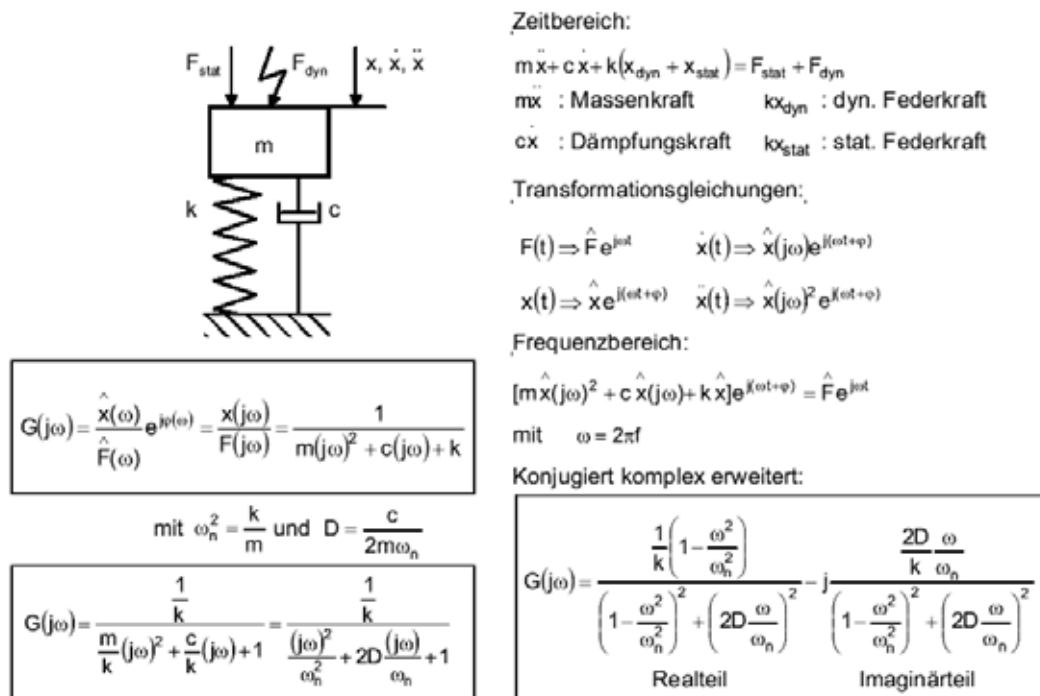 F_stat F_dyn x, ẋ, ẍ
m
k c
G(jω) = x̂(ω)/F̂(ω) e^{jφ(ω)} = x(jω)/F(jω) = 1/(m(jω)² + c(jω) + k)
mit ω_n² = k/m und D = c/(2mω_n)
G(jω) = (1/k)/((m/k)(jω)² + (c/k)(jω) + 1) = (1/k)/((jω)²/ω_n² + 2D (jω)/ω_n + 1)
Zeitbereich:
mẍ + cẋ + k(x_dyn + x_stat) = F_stat + F_dyn
mẍ : Massenkraft kx_dyn : dyn. Federkraft
cẋ : Dämpfungskraft kx_stat : stat. Federkraft
Transformationsgleichungen:
F(t) ⇒ F̂e^{jωt} ẋ(t) ⇒ x̂(jω)e^{j(ωt+φ)}
x(t) ⇒ x̂e^{j(ωt+φ)} ẍ(t) ⇒ x̂(jω)²e^{j(ωt+φ)}
Frequenzbereich:
[mx̂(jω)² + cx̂(jω) + kx̂]e^{j(ωt+φ)} = F̂e^{jωt}
mit ω = 2πf
Konjugiert komplex erweitert:
G(jω) = (1/k)(1 − ω²/ω_n²)/((1 − ω²/ω_n²)² + (2D ω/ω_n)²) − j (2D/k)(ω/ω_n)/((1 − ω²/ω_n²)² + (2D ω/ω_n)²)
Realteil Imaginärteil